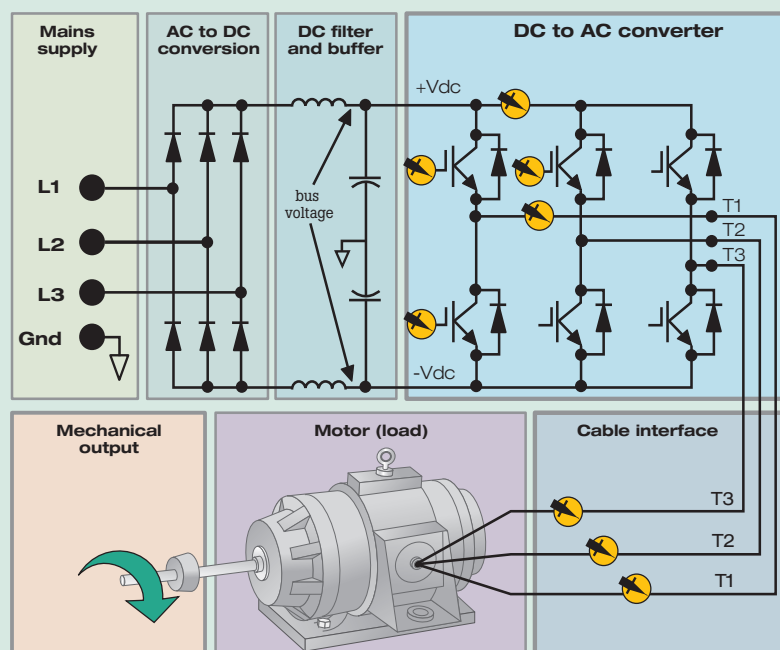 Mains
supply
AC to DC
conversion
DC filter
and buffer
DC to AC converter
+Vdc
L1
L2
L3
Gnd
bus
voltage
T1
T2
T3
-Vdc
Mechanical
output
Motor (load)
Cable interface
T3
T2
T1